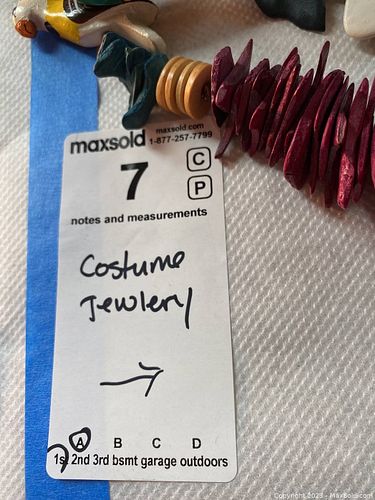 maxsold
maxsold.com
1-877-257-7799
7
C
P
notes and measurements
Costume
Jewlery
A B C D
1st 2nd 3rd bsmt garage outdoors
Copyright 2023 - MaxSold.com